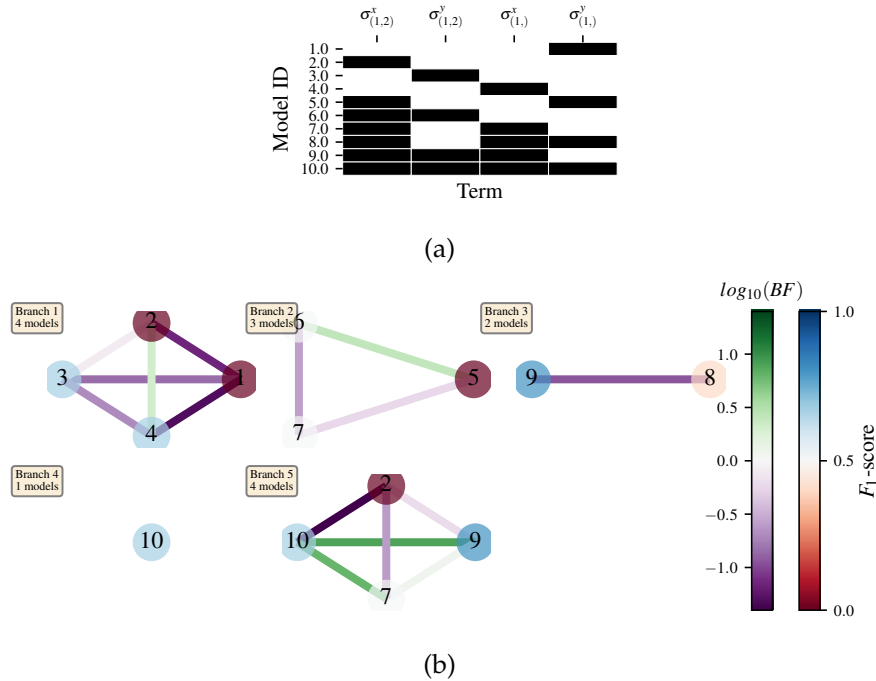 σ^x_(1,2) σ^y_(1,2) σ^x_(1,) σ^y_(1,)
1.0
2.0
3.0
4.0
5.0
6.0
7.0
8.0
9.0
10.0
Model ID
Term
(a)
Branch 1
4 models
2
3
1
4
Branch 2
3 models
6
5
7
Branch 3
2 models
9
8
Branch 4
1 models
10
Branch 5
4 models
2
10
9
7
log10(BF)
1.0
0.5
0.0
−0.5
−1.0
1.0
0.5
0.0
F1-score
(b)